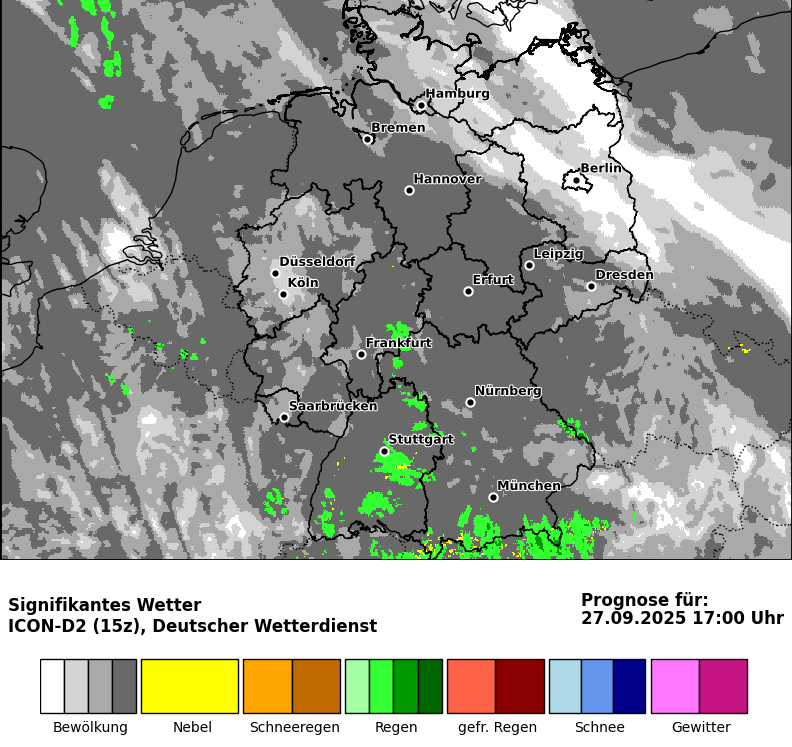 Hamburg
Bremen
Berlin
Hannover
Leipzig
Düsseldorf
Dresden
Köln
Erfurt
Frankfurt
Nürnberg
Saarbrücken
Stuttgart
München
Signifikantes Wetter
ICON-D2 (15z), Deutscher Wetterdienst
Prognose für:
27.09.2025 17:00 Uhr
Bewölkung
Nebel
Schneeregen
Regen
gefr. Regen
Schnee
Gewitter